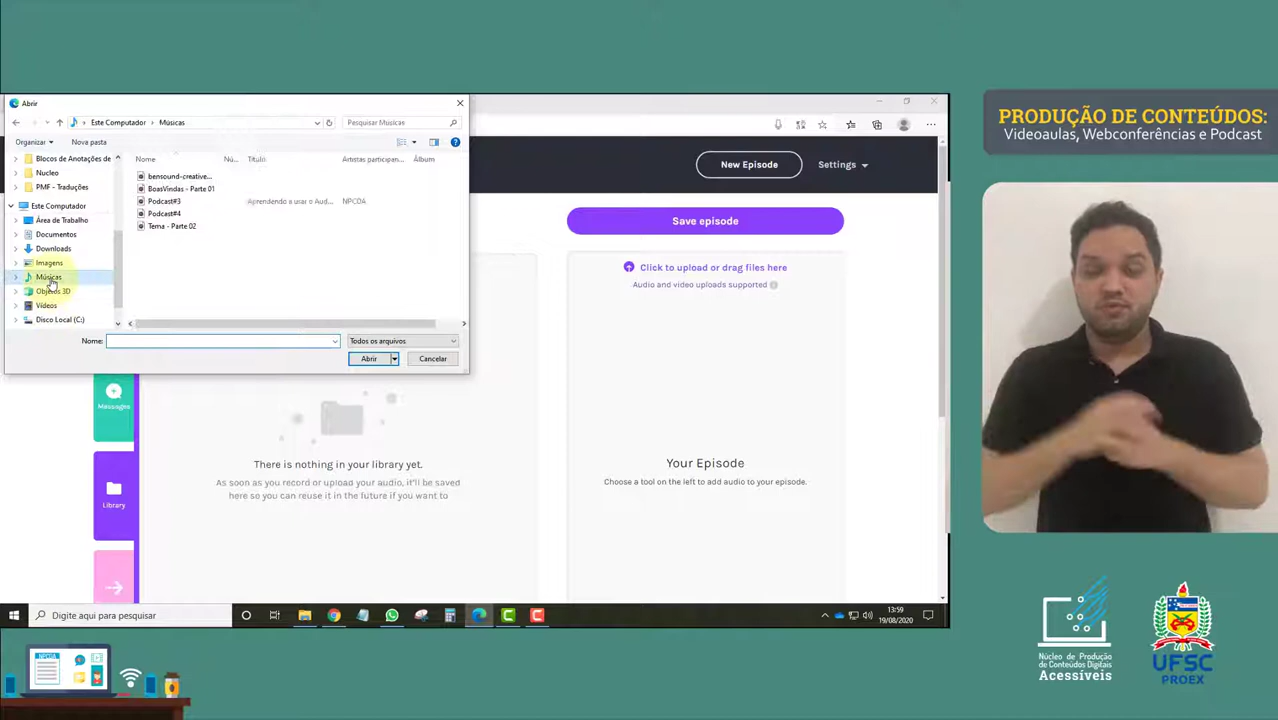 Abrir
Este Computador > Músicas
Pesquisar Músicas
Organizar
Nova pasta
Blocos de Anotações de
Nucleo
PMF - Traduções
Este Computador
Área de Trabalho
Documentos
Downloads
Imagens
Músicas
Objetos 3D
Vídeos
Disco Local (C:)
Nome
Nú...
Título
Artistas participan...
Álbum
bensound-creative...
BoasVindas - Parte 01
Podcast#3
Aprendendo a usar o Aud...
NPCDA
Podcast#4
Tema - Parte 02
Nome:
Todos os arquivos
Abrir
Cancelar
New Episode
Settings
Save episode
Click to upload or drag files here
Audio and video uploads supported
Messages
Library
There is nothing in your library yet.
As soon as you record or upload your audio, it'll be saved
here so you can reuse it in the future if you want to
Your Episode
Choose a tool on the left to add audio to your episode.
Digite aqui para pesquisar
13:59
19/08/2020
PRODUÇÃO DE CONTEÚDOS:
Videoaulas, Webconferências e Podcast
Núcleo de Produção
de Conteúdos Digitais
Acessíveis
UFSC
PROEX
NPCDA